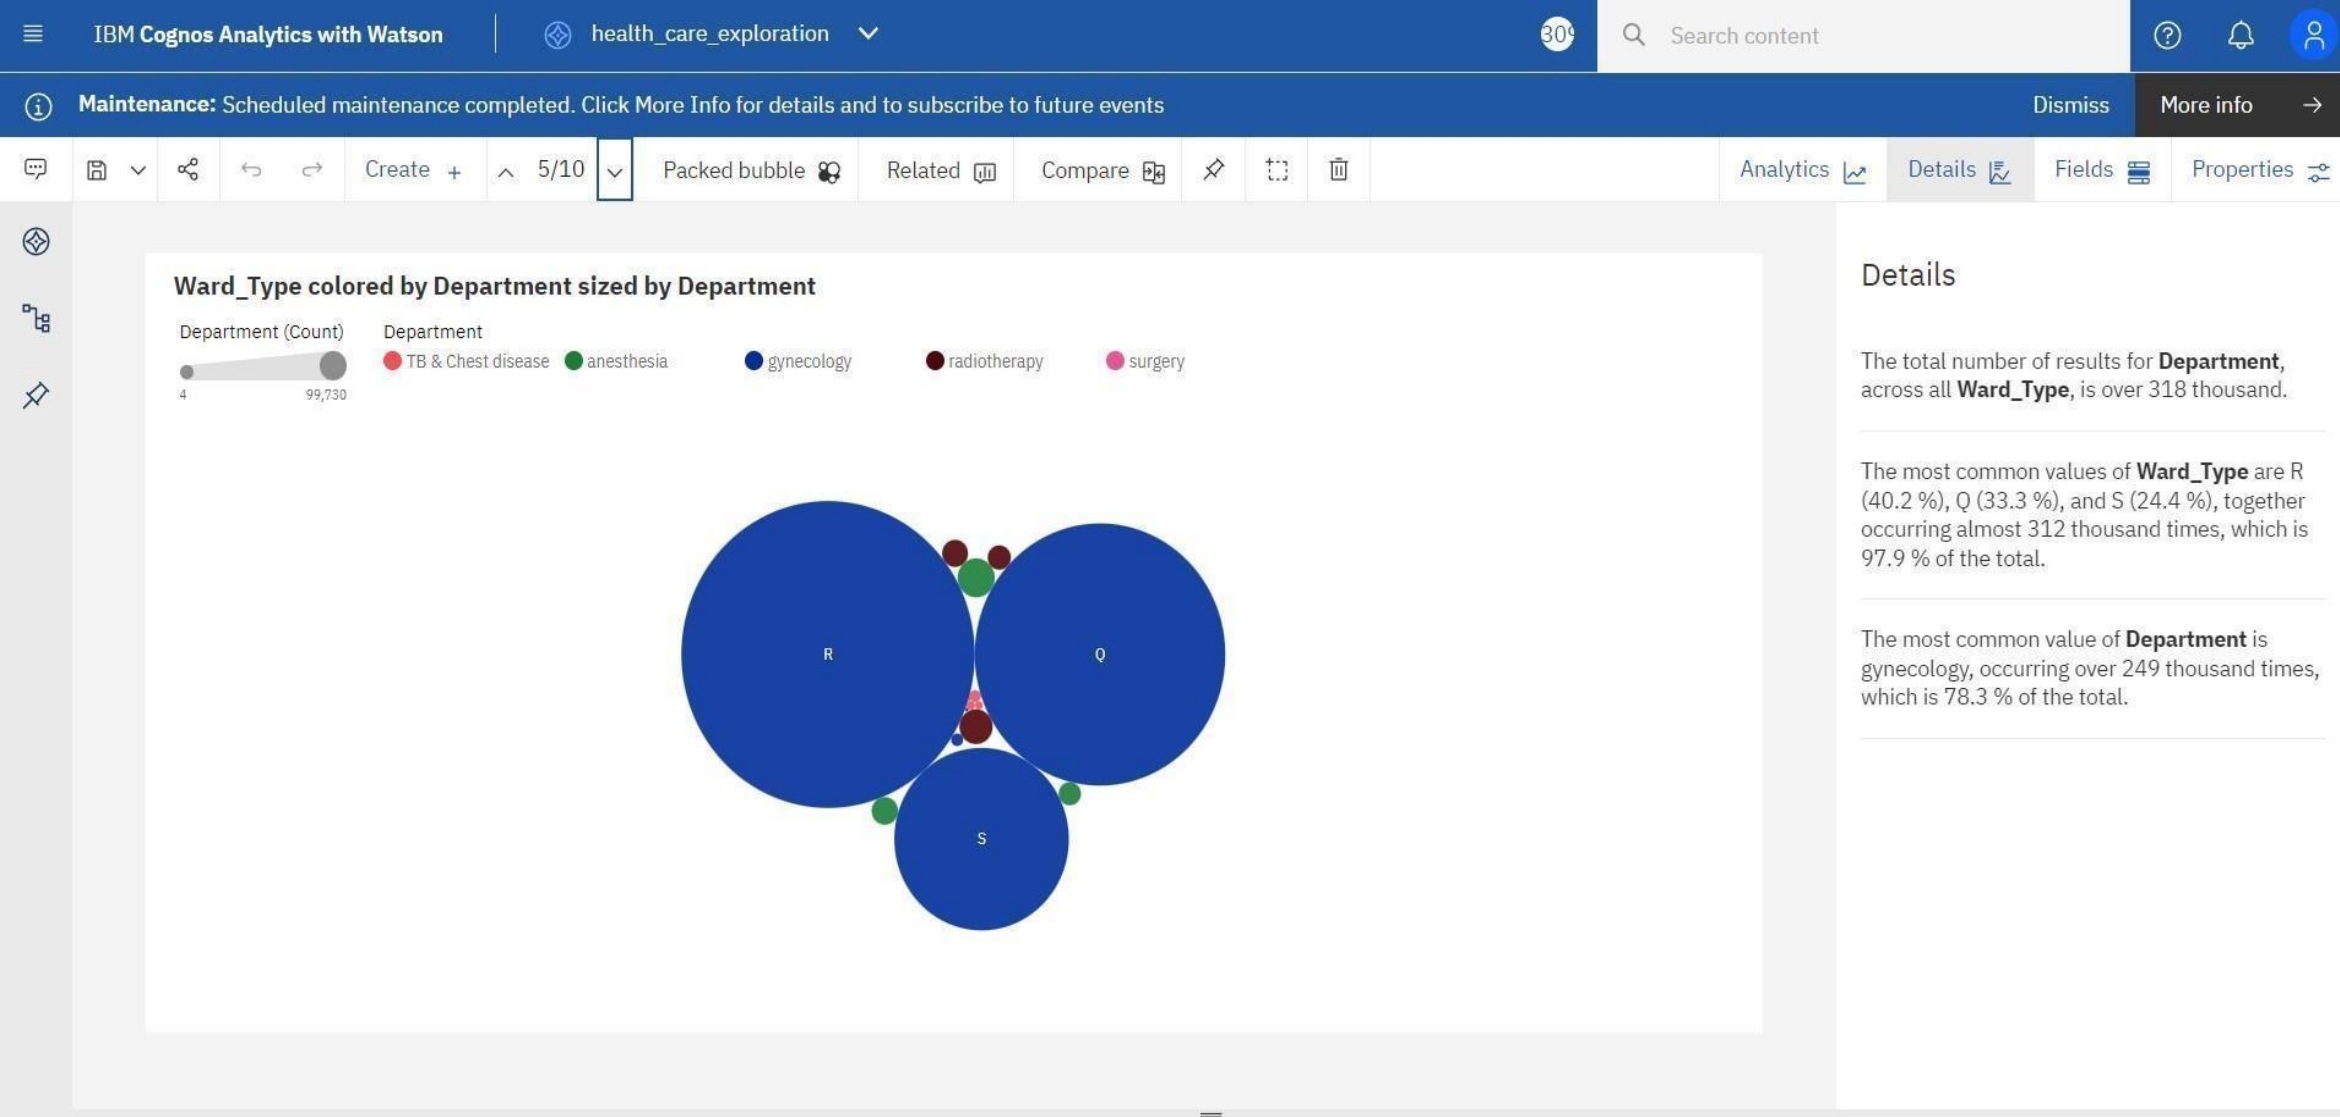 IBM Cognos Analytics with Watson
health_care_exploration
Search content
Maintenance: Scheduled maintenance completed. Click More Info for details and to subscribe to future events
Dismiss
More info
Create +
5/10
Packed bubble
Related
Compare
Analytics
Details
Fields
Properties
Ward_Type colored by Department sized by Department
Department (Count)
4
99,730
Department
TB & Chest disease
anesthesia
gynecology
radiotherapy
surgery
R
Q
S
Details
The total number of results for Department,
across all Ward_Type, is over 318 thousand.
The most common values of Ward_Type are R
(40.2 %), Q (33.3 %), and S (24.4 %), together
occurring almost 312 thousand times, which is
97.9 % of the total.
The most common value of Department is
gynecology, occurring over 249 thousand times,
which is 78.3 % of the total.